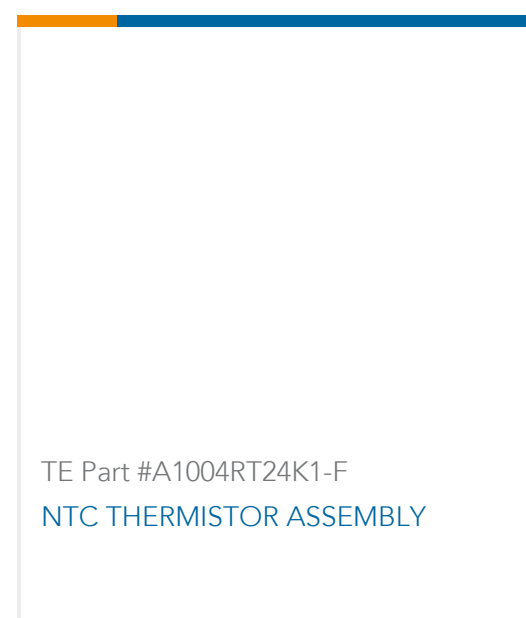 TE Part #A1004RT24K1-F
NTC THERMISTOR ASSEMBLY